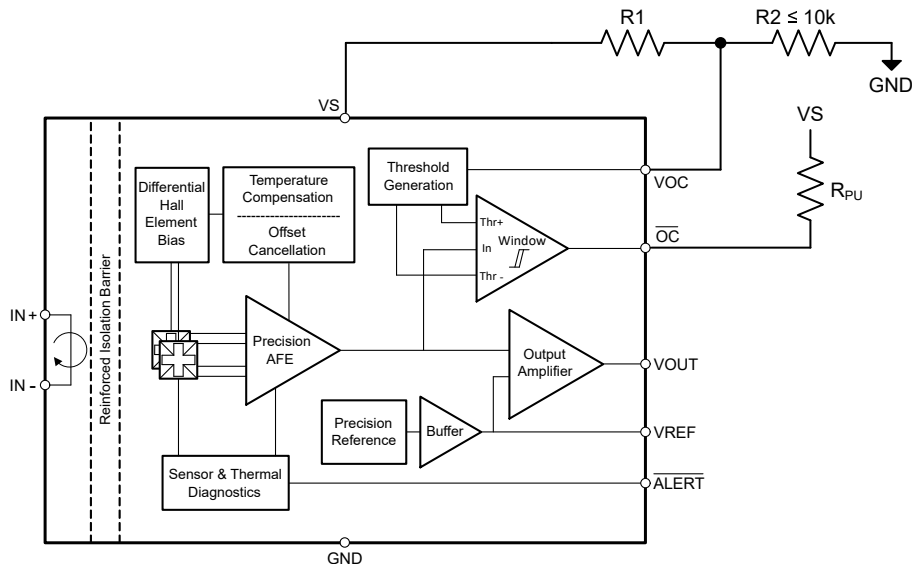 R1
R2 ≤ 10k
GND
VS
VS
R_PU
Differential
Hall
Element
Bias
Temperature
Compensation
Offset
Cancellation
Threshold
Generation
VOC
Thr+
In
Window
Thr -
OC
Reinforced Isolation Barrier
IN+
IN -
Precision
AFE
Output
Amplifier
VOUT
Precision
Reference
Buffer
VREF
Sensor & Thermal
Diagnostics
ALERT
GND